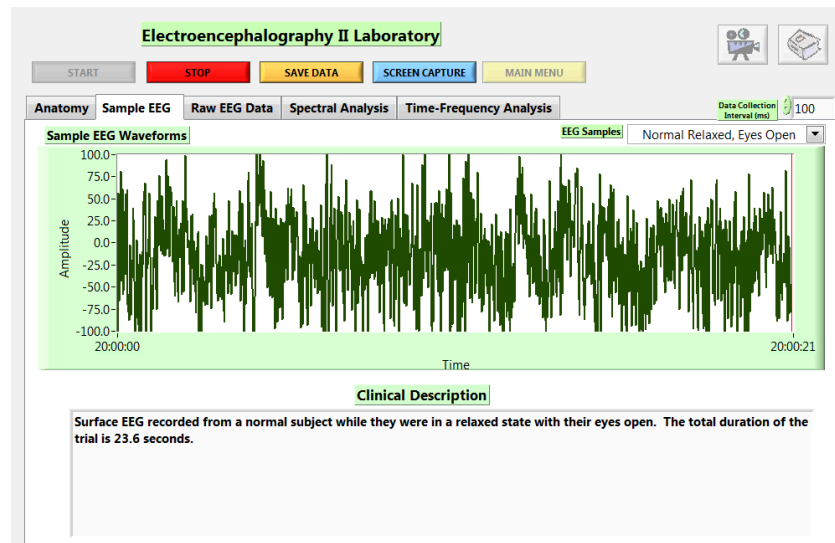 Electroencephalography II Laboratory
START STOP SAVE DATA SCREEN CAPTURE MAIN MENU
Anatomy Sample EEG Raw EEG Data Spectral Analysis Time-Frequency Analysis
Data Collection
Interval (ms)
100
Sample EEG Waveforms
EEG Samples
Normal Relaxed, Eyes Open
100.0
75.0
50.0
25.0
0.0
-25.0
-50.0
-75.0
-100.0
Amplitude
20:00:00
20:00:21
Time
Clinical Description
Surface EEG recorded from a normal subject while they were in a relaxed state with their eyes open. The total duration of the
trial is 23.6 seconds.